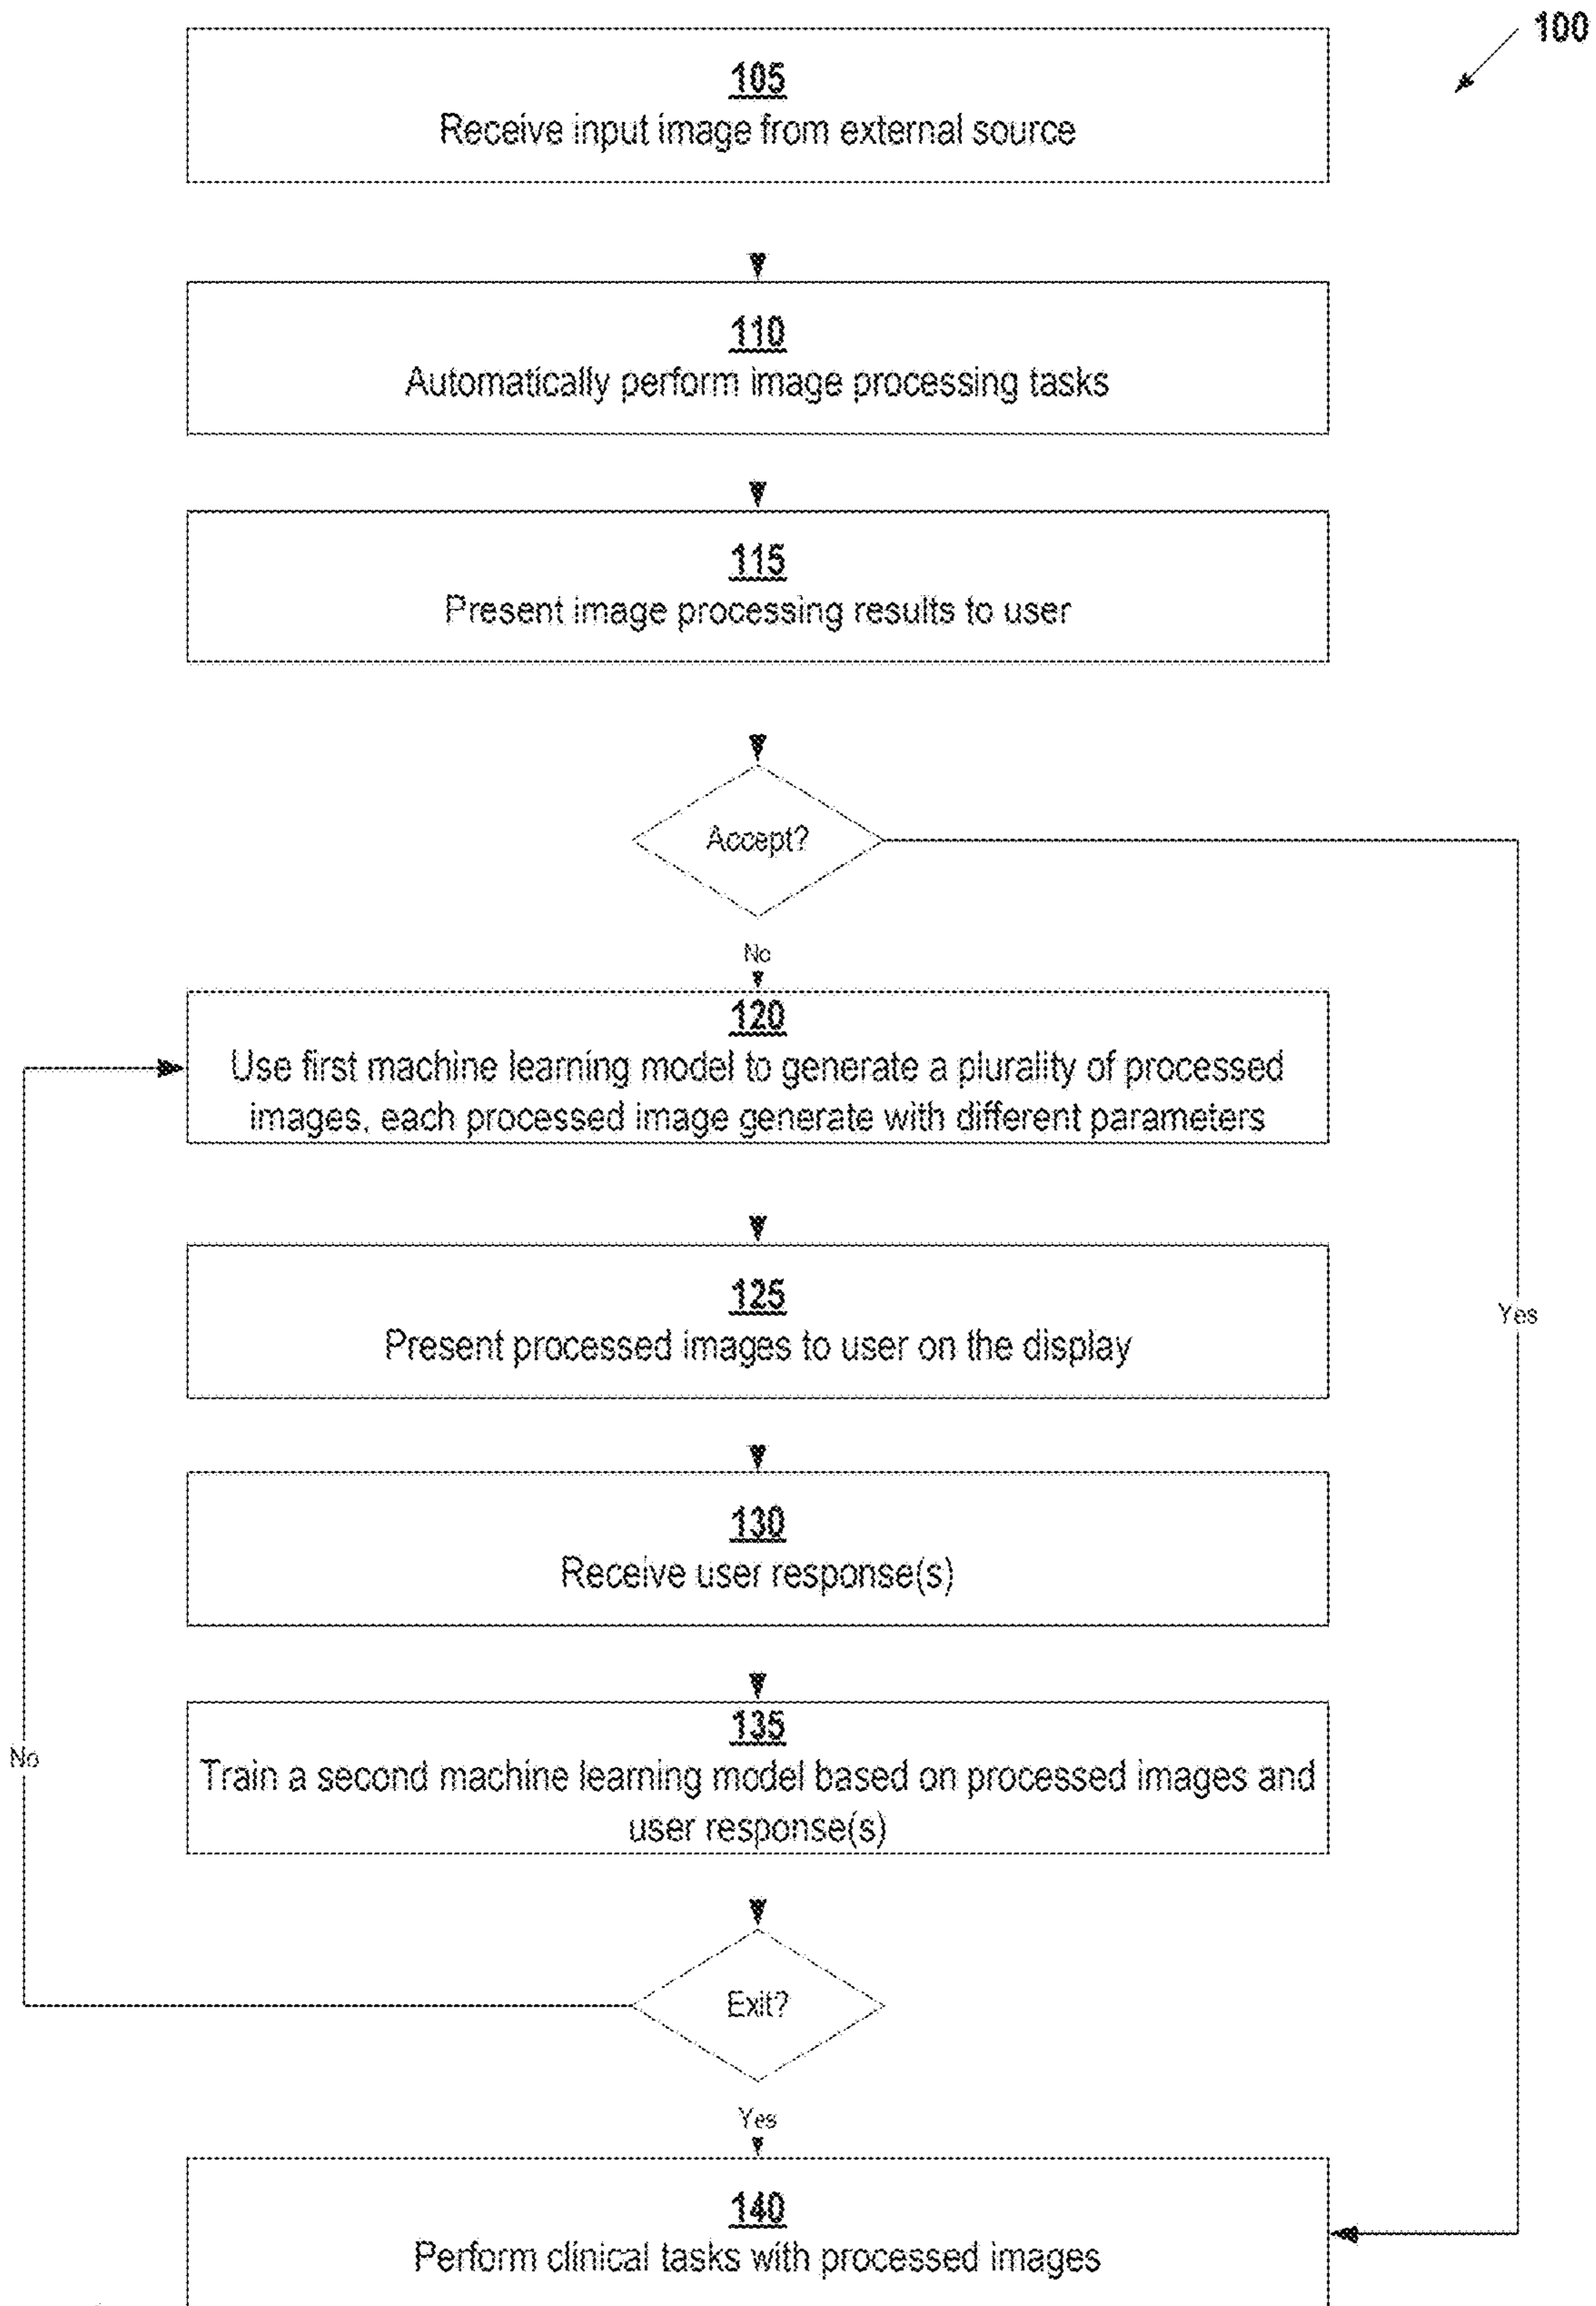 100
105
Receive input image from external source
110
Automatically perform image processing tasks
115
Present image processing results to user
Accept?
No
120
Use first machine learning model to generate a plurality of processed
images, each processed image generate with different parameters
125
Present processed images to user on the display
Yes
130
Receive user response(s)
135
Train a second machine learning model based on processed images and
user response(s)
No
Exit?
Yes
140
Perform clinical tasks with processed images